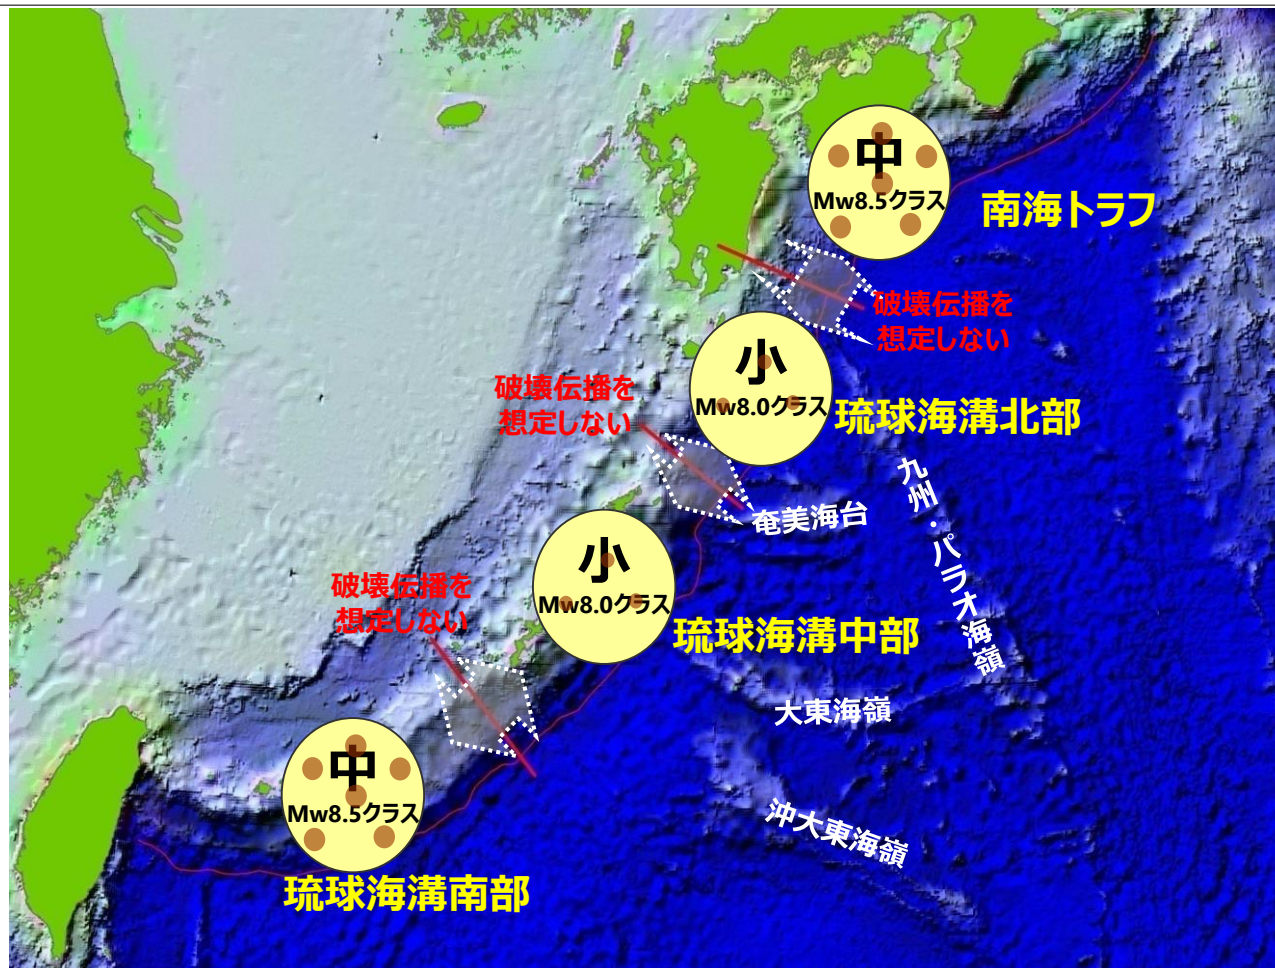 中
Mw8.5クラス
南海トラフ
破壊伝播を
想定しない
小
Mw8.0クラス
琉球海溝北部
破壊伝播を
想定しない
九州・パラオ海嶺
奄美海台
小
Mw8.0クラス
琉球海溝中部
破壊伝播を
想定しない
大東海嶺
中
Mw8.5クラス
沖大東海嶺
琉球海溝南部